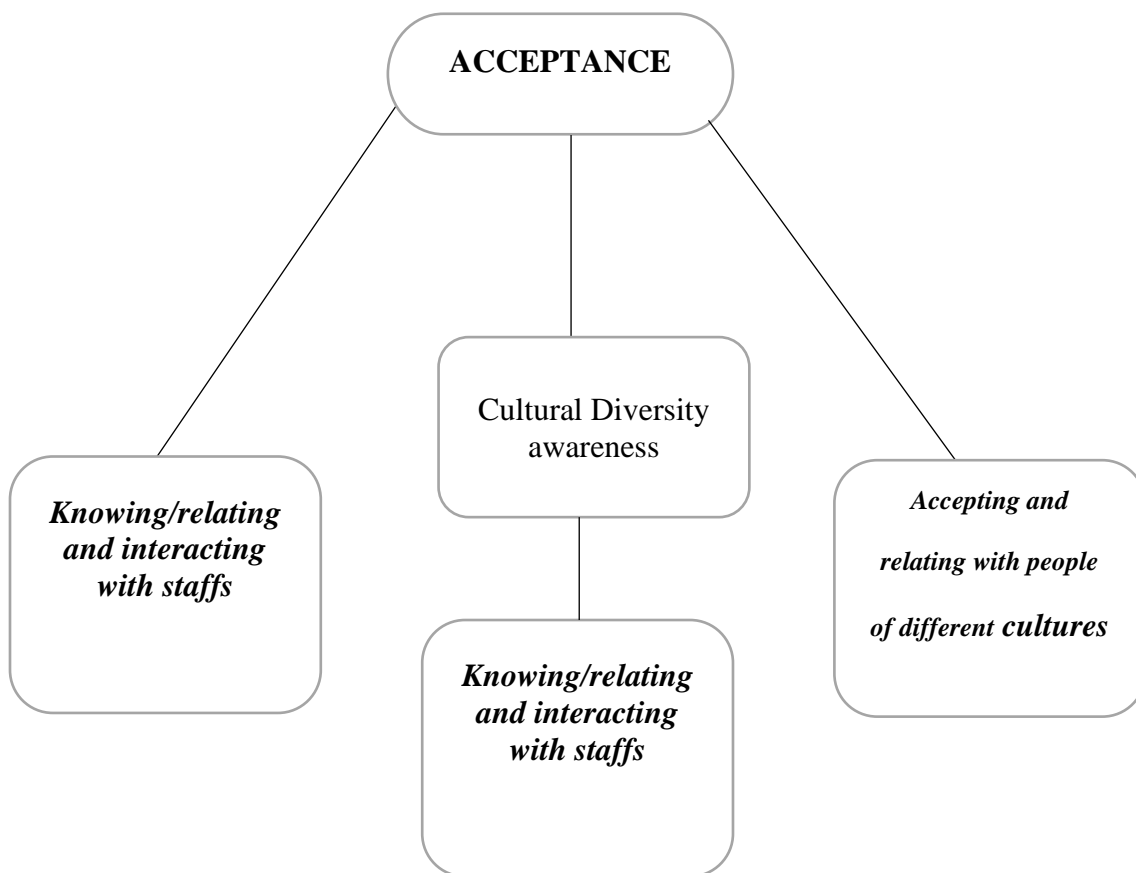 ACCEPTANCE
Cultural Diversity
awareness
Knowing/relating
and interacting
with staffs
Accepting and
relating with people
of different cultures
Knowing/relating
and interacting
with staffs